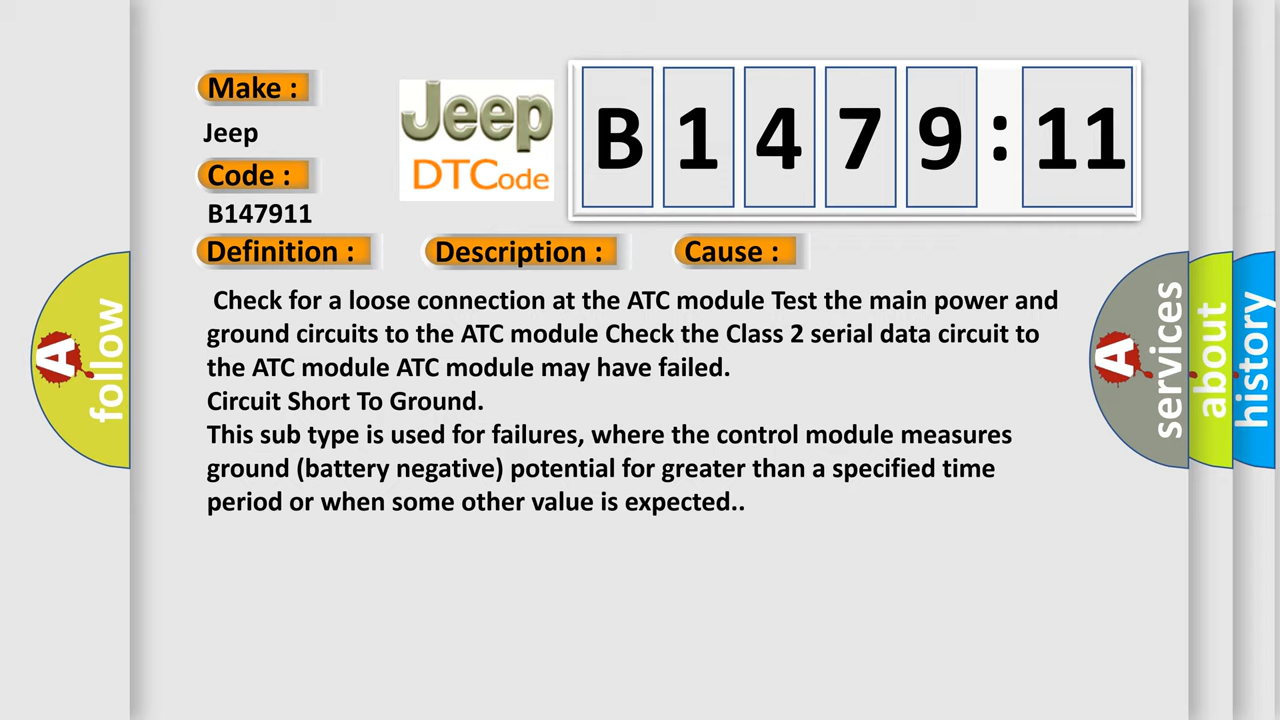 Make :
Jeep
Code :
B147911
Jeep
DTCode
B 1 4 7 9 : 11
Definition :
Description :
Cause :
Check for a loose connection at the ATC module Test the main power and
ground circuits to the ATC module Check the Class 2 serial data circuit to
the ATC module ATC module may have failed.
Circuit Short To Ground.
This sub type is used for failures, where the control module measures
ground (battery negative) potential for greater than a specified time
period or when some other value is expected..
A
follow
A
services
about
history